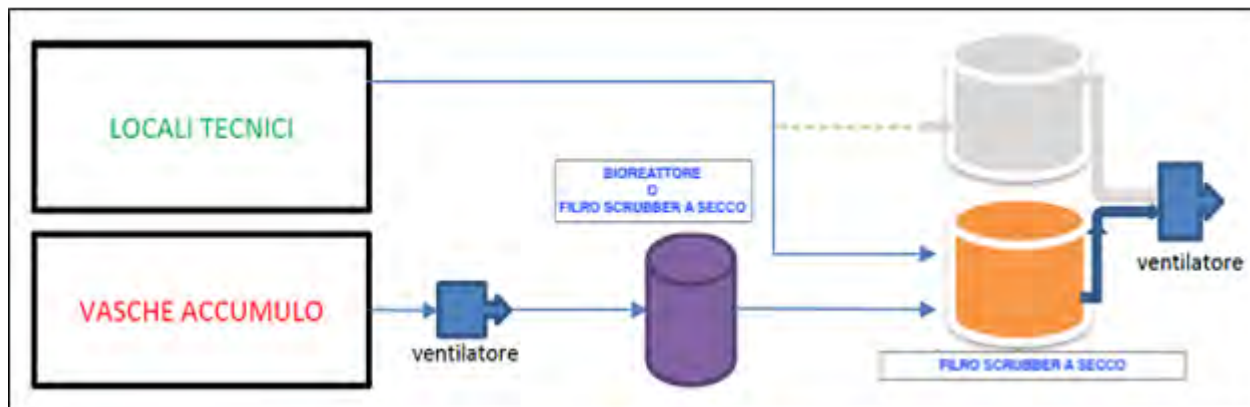 LOCALI TECNICI
BIOREATTORE
O
FILRO SCRUBBER A SECCO
VASCHE ACCUMULO
ventilatore
ventilatore
FILRO SCRUBBER A SECCO